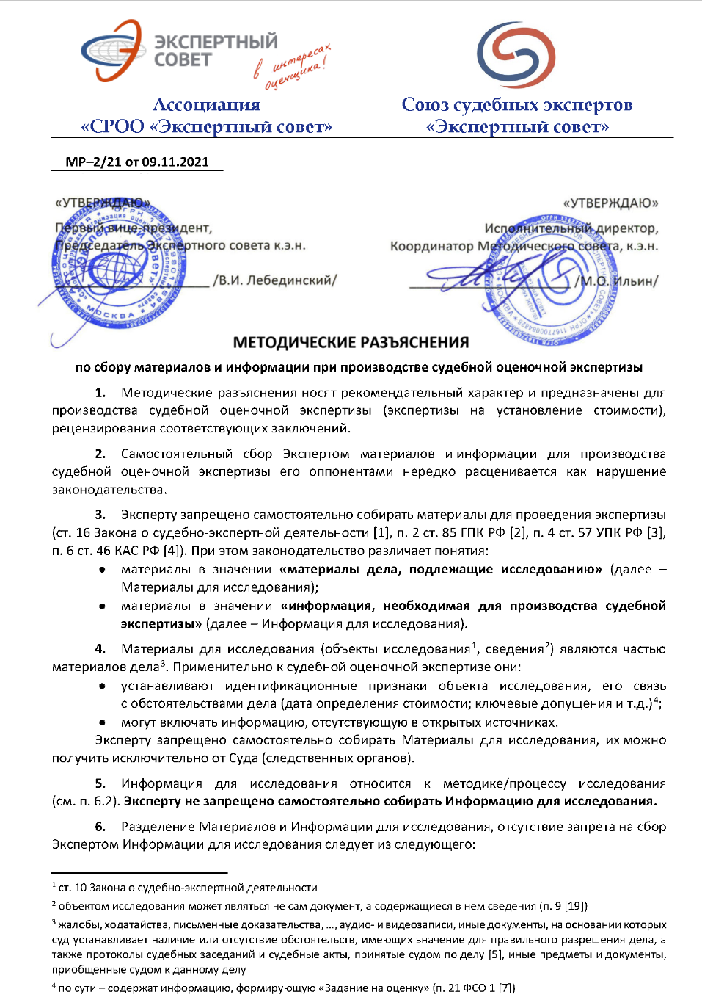 ЭКСПЕРТНЫЙ
СОВЕТ
в интересах
оценщика!
Ассоциация
«СРОО «Экспертный совет»
Союз судебных экспертов
«Экспертный совет»
МР–2/21 от 09.11.2021
«УТВЕРЖДАЮ»
Первый вице-президент,
Председатель Экспертного совета к.э.н.
/В.И. Лебединский/
«УТВЕРЖДАЮ»
Исполнительный директор,
Координатор Методического совета, к.э.н.
/М.О. Ильин/
МЕТОДИЧЕСКИЕ РАЗЪЯСНЕНИЯ
по сбору материалов и информации при производстве судебной оценочной экспертизы
1. Методические разъяснения носят рекомендательный характер и предназначены для
производства судебной оценочной экспертизы (экспертизы на установление стоимости),
рецензирования соответствующих заключений.
2. Самостоятельный сбор Экспертом материалов и информации для производства
судебной оценочной экспертизы его оппонентами нередко расценивается как нарушение
законодательства.
3. Эксперту запрещено самостоятельно собирать материалы для проведения экспертизы
(ст. 16 Закона о судебно-экспертной деятельности [1], п. 2 ст. 85 ГПК РФ [2], п. 4 ст. 57 УПК РФ [3],
п. 6 ст. 46 КАС РФ [4]). При этом законодательство различает понятия:
● материалы в значении «материалы дела, подлежащие исследованию» (далее –
Материалы для исследования);
● материалы в значении «информация, необходимая для производства судебной
экспертизы» (далее – Информация для исследования).
4. Материалы для исследования (объекты исследования¹, сведения²) являются частью
материалов дела³. Применительно к судебной оценочной экспертизе они:
● устанавливают идентификационные признаки объекта исследования, его связь
с обстоятельствами дела (дата определения стоимости; ключевые допущения и т.д.)⁴;
● могут включать информацию, отсутствующую в открытых источниках.
Эксперту запрещено самостоятельно собирать Материалы для исследования, их можно
получить исключительно от Суда (следственных органов).
5. Информация для исследования относится к методике/процессу исследования
(см. п. 6.2). Эксперту не запрещено самостоятельно собирать Информацию для исследования.
6. Разделение Материалов и Информации для исследования, отсутствие запрета на сбор
Экспертом Информации для исследования следует из следующего:
¹ ст. 10 Закона о судебно-экспертной деятельности
² объектом исследования может являться не сам документ, а содержащиеся в нем сведения (п. 9 [19])
³ жалобы, ходатайства, письменные доказательства, ..., аудио- и видеозаписи, иные документы, на основании которых
суд устанавливает наличие или отсутствие обстоятельств, имеющих значение для правильного разрешения дела, а
также протоколы судебных заседаний и судебные акты, принятые судом по делу [5], иные предметы и документы,
приобщенные судом к данному делу
⁴ по сути – содержат информацию, формирующую «Задание на оценку» (п. 21 ФСО 1 [7])